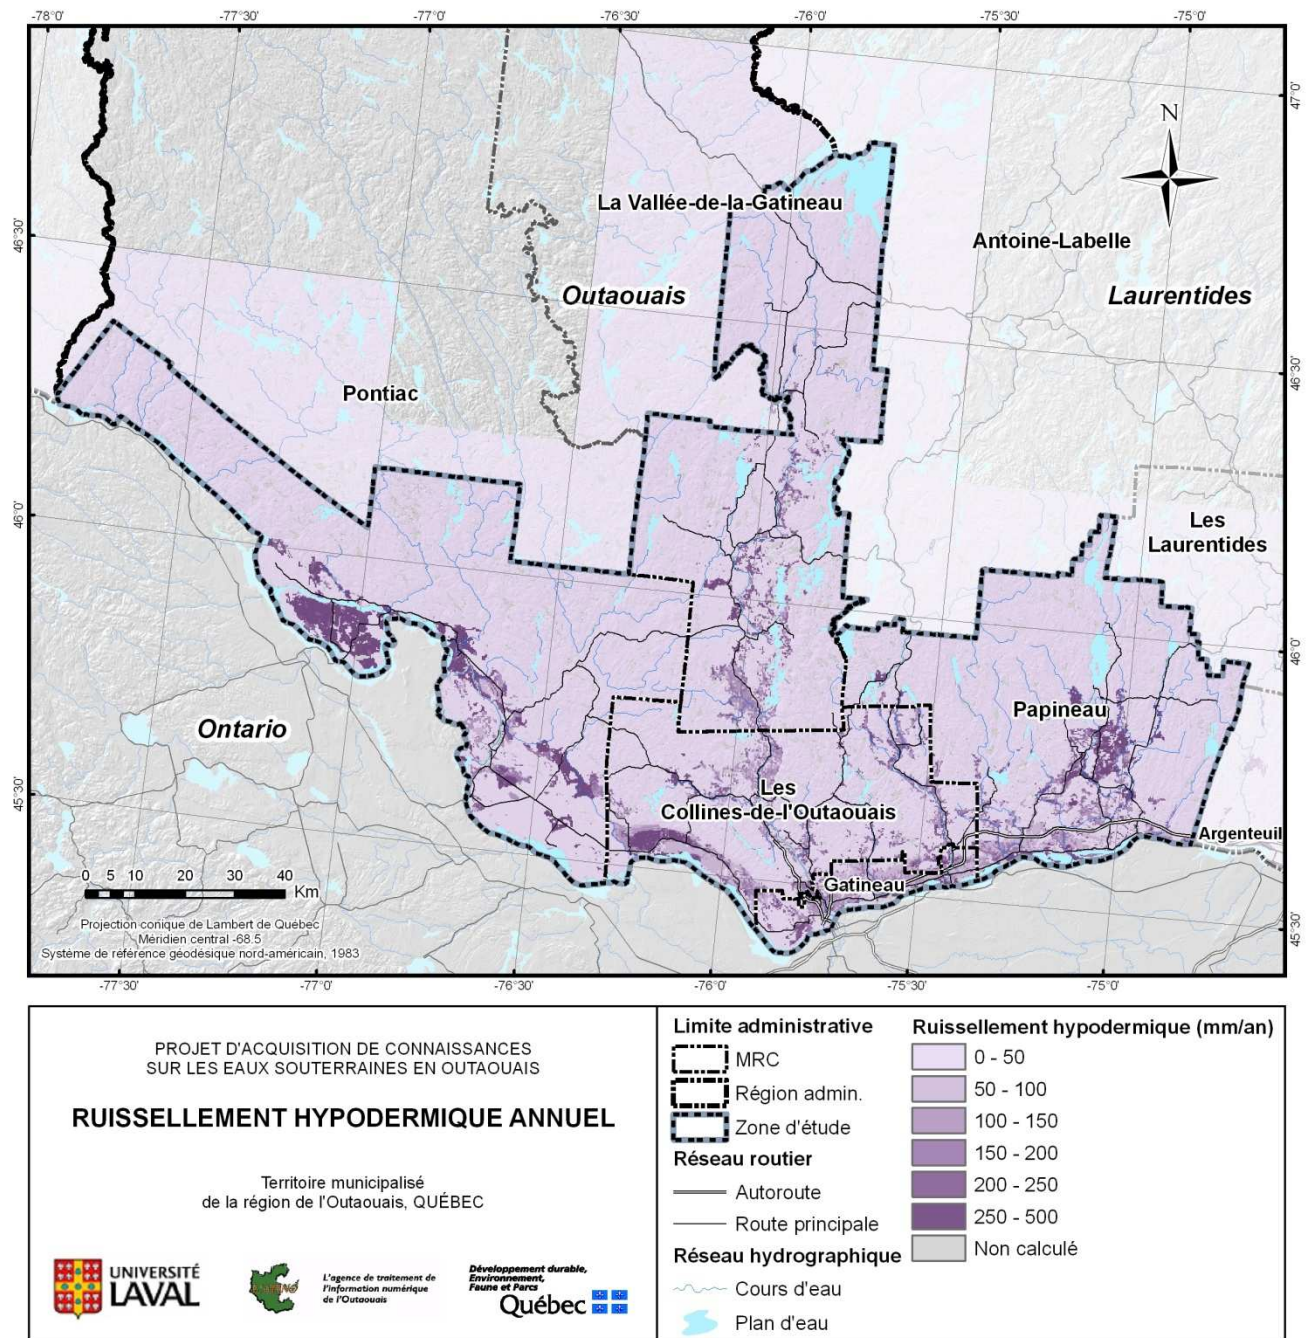 -78°0' -77°30' -77°0' -76°30' -76°0' -75°30' -75°0'
47°0'
La Vallée-de-la-Gatineau
N
46°30'
Antoine-Labelle
Outaouais
Laurentides
Pontiac
46°30'
46°0'
Les
Laurentides
46°0'
Papineau
Ontario
45°30'
Les
Collines-de-l'Outaouais
Argenteuil
Gatineau
0 5 10 20 30 40
Km
45°30'
Projection conique de Lambert de Québec
Méridien central -68.5
Système de référence géodésique nord-américain, 1983
-77°30' -77°0' -76°30' -76°0' -75°30' -75°0'
PROJET D'ACQUISITION DE CONNAISSANCES
SUR LES EAUX SOUTERRAINES EN OUTAOUAIS
RUISSELLEMENT HYPODERMIQUE ANNUEL
Territoire municipalisé
de la région de l'Outaouais, QUÉBEC
UNIVERSITÉ
LAVAL
L'agence de traitement de
l'information numérique
de l'Outaouais
Développement durable,
Environnement,
Faune et Parcs
Québec
Limite administrative
MRC
Région admin.
Zone d'étude
Réseau routier
Autoroute
Route principale
Réseau hydrographique
Cours d'eau
Plan d'eau
Ruissellement hypodermique (mm/an)
0 - 50
50 - 100
100 - 150
150 - 200
200 - 250
250 - 500
Non calculé